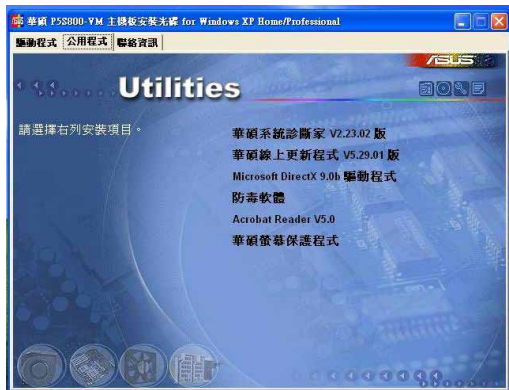 華碩 P5S800-VM 主機板安裝光碟 for Windows XP Home/Professional
驅動程式 公用程式 聯絡資訊
ASUS
Utilities
請選擇右列安裝項目。
華碩系統診斷家 V2.23.02 版
華碩線上更新程式 V5.29.01 版
Microsoft DirectX 9.0b 驅動程式
防毒軟體
Acrobat Reader V5.0
華碩螢幕保護程式